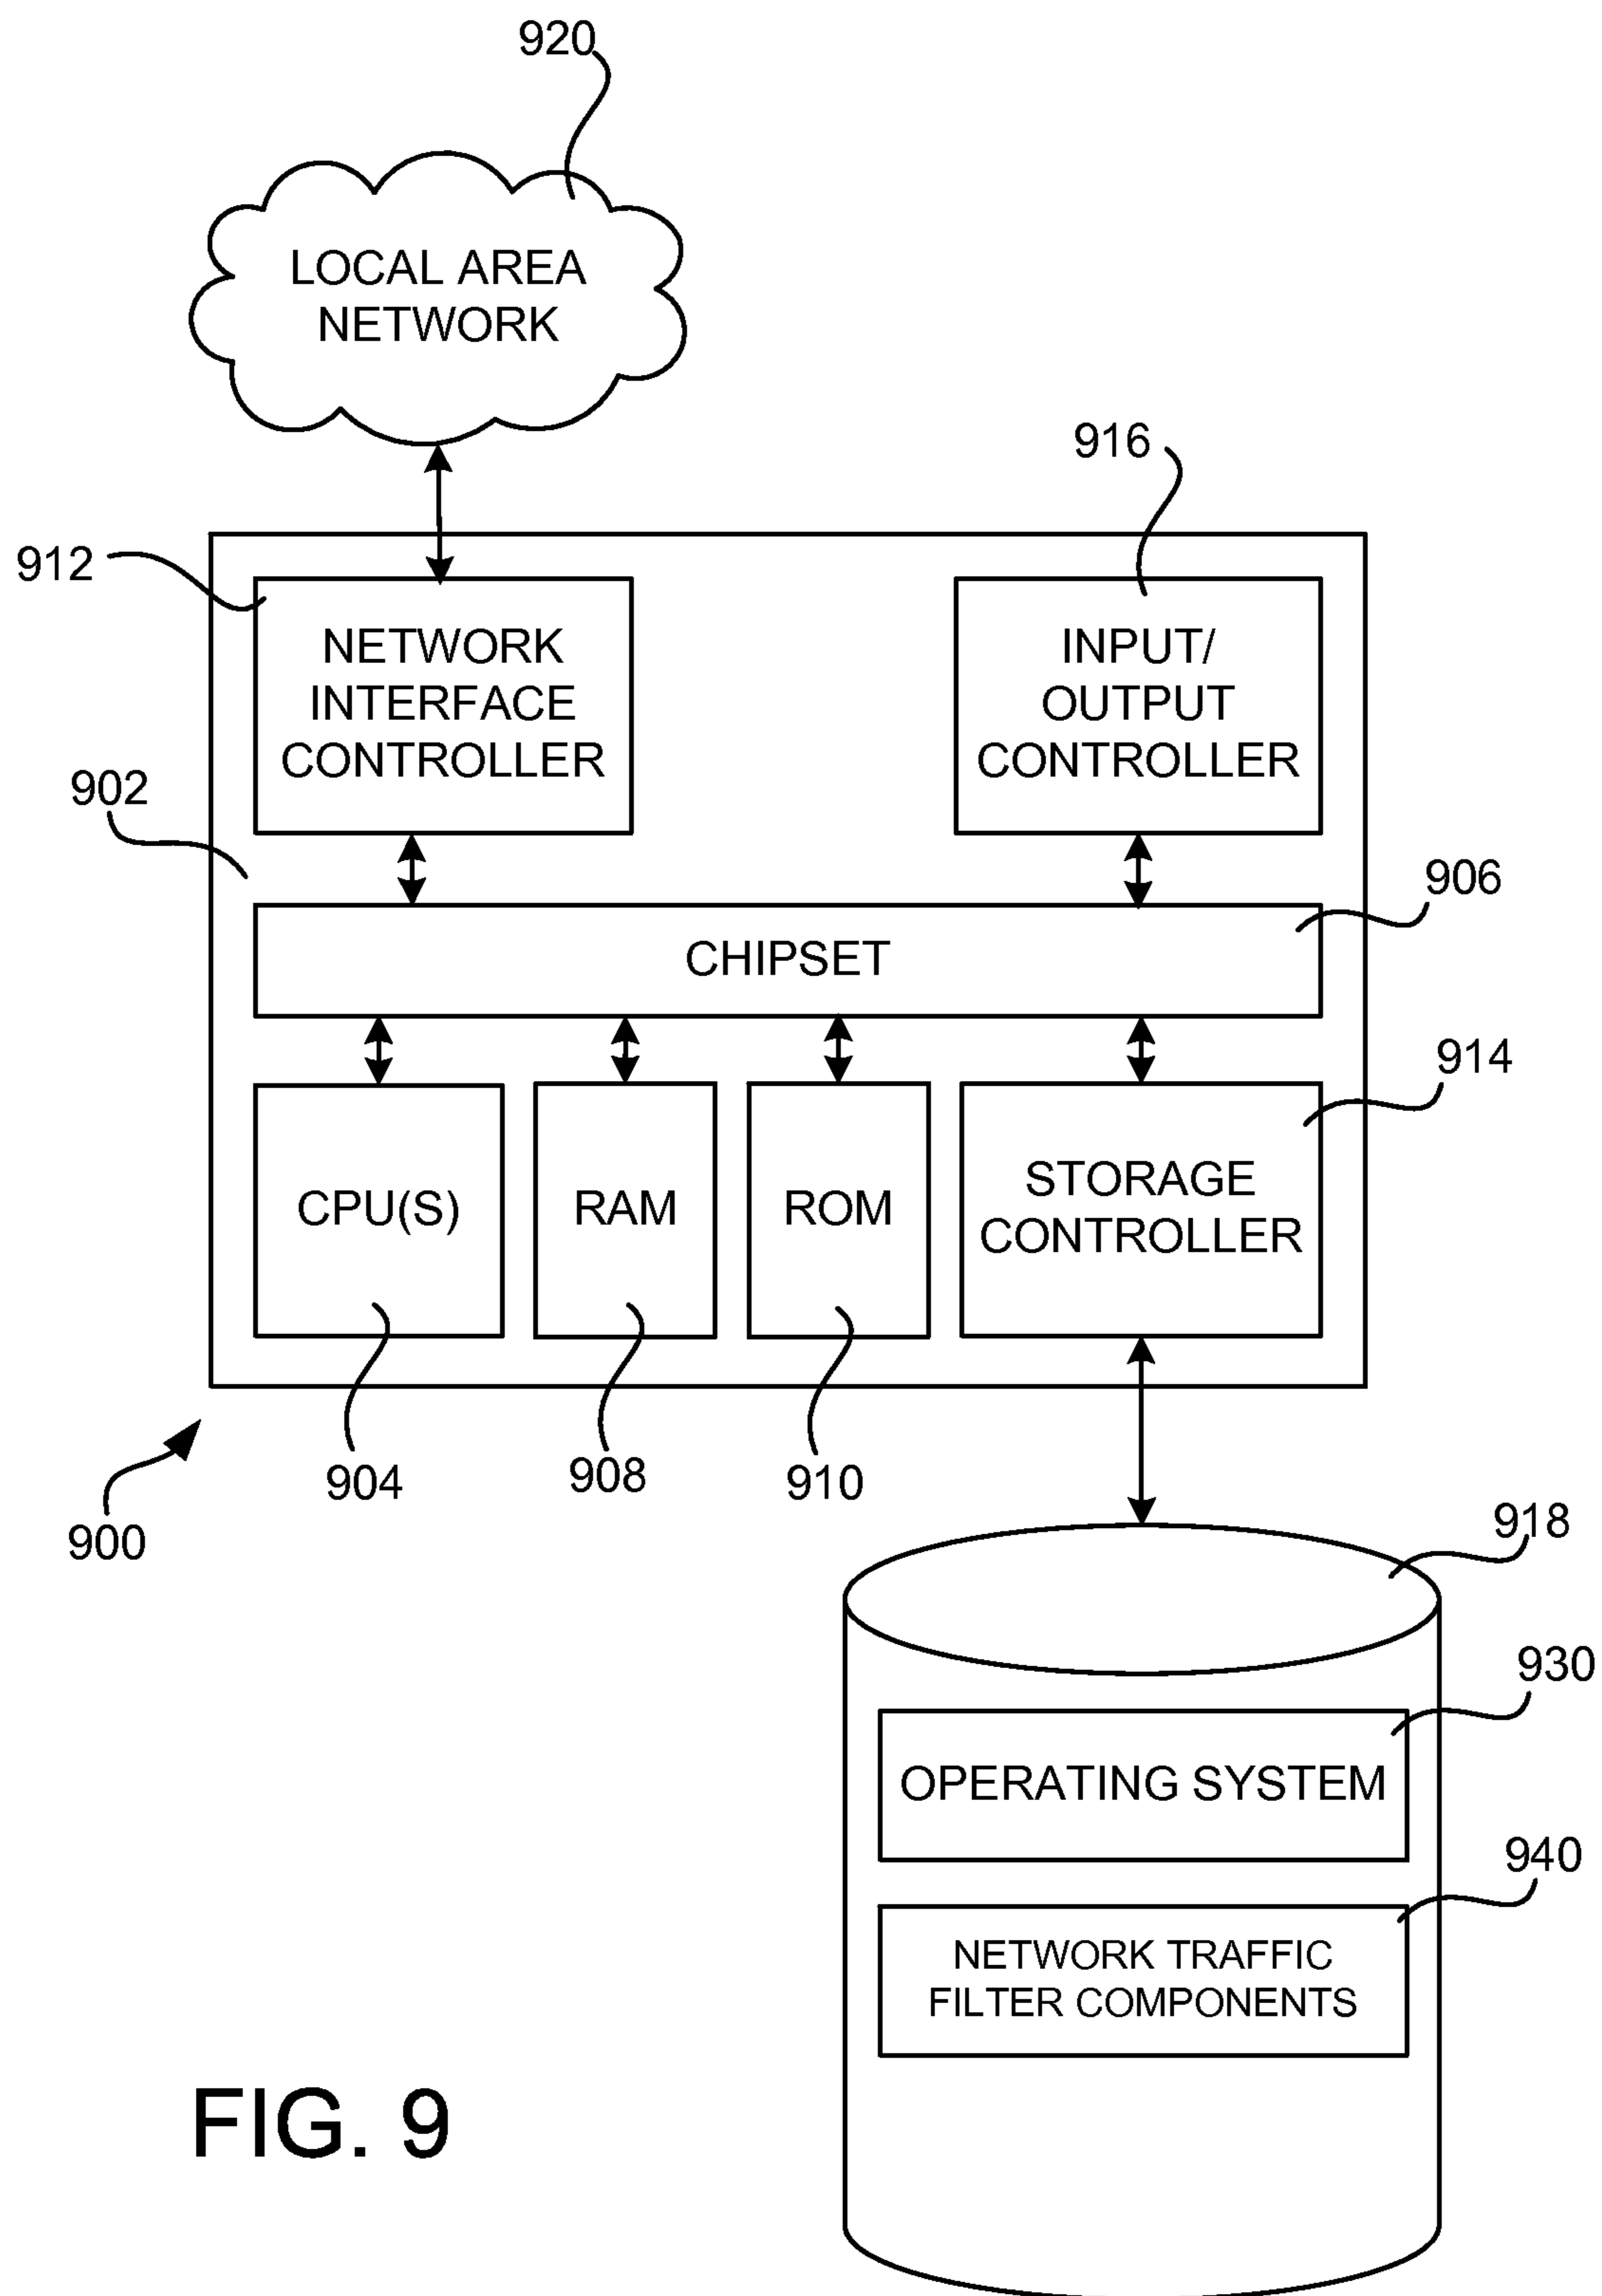 920
LOCAL AREA
NETWORK
916
912
NETWORK
INTERFACE
CONTROLLER
INPUT/
OUTPUT
CONTROLLER
902
906
CHIPSET
914
CPU(S)
RAM
ROM
STORAGE
CONTROLLER
904
908
910
900
918
930
OPERATING SYSTEM
940
NETWORK TRAFFIC
FILTER COMPONENTS
FIG. 9